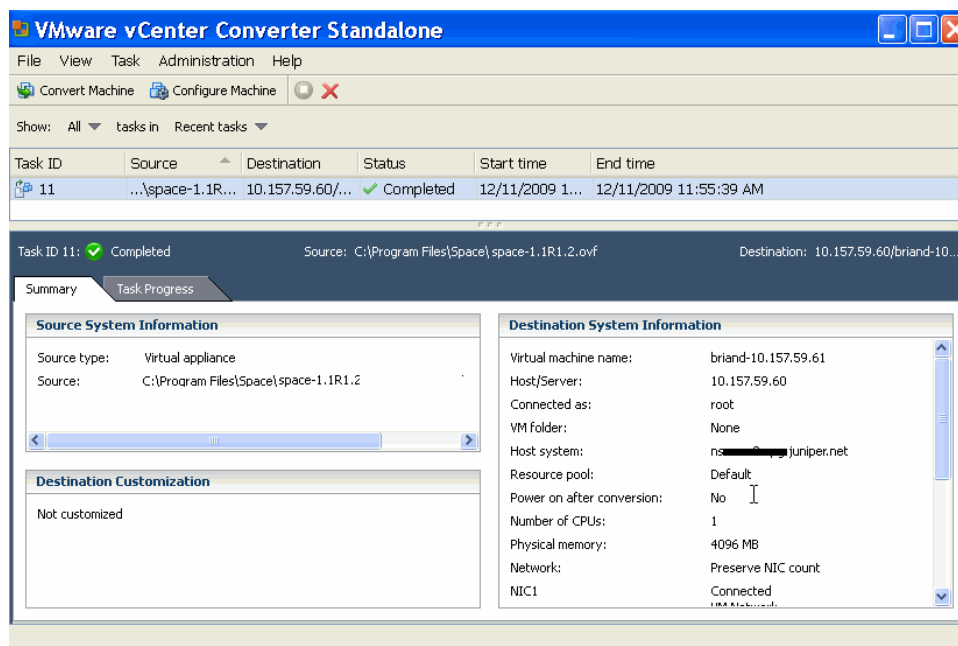 VMware vCenter Converter Standalone
File View Task Administration Help
Convert Machine Configure Machine
Show: All tasks in Recent tasks
Task ID Source Destination Status Start time End time
11 ...\space-1.1R... 10.157.59.60/... Completed 12/11/2009 1... 12/11/2009 11:55:39 AM
Task ID 11: Completed Source: C:\Program Files\Space\space-1.1R1.2.ovf Destination: 10.157.59.60/briand-10...
Summary Task Progress
Source System Information
Source type: Virtual appliance
Source: C:\Program Files\Space\space-1.1R1.2
Destination Customization
Not customized
Destination System Information
Virtual machine name: briand-10.157.59.61
Host/Server: 10.157.59.60
Connected as: root
VM folder: None
Host system: juniper.net
Resource pool: Default
Power on after conversion: No
Number of CPUs: 1
Physical memory: 4096 MB
Network: Preserve NIC count
NIC1 Connected